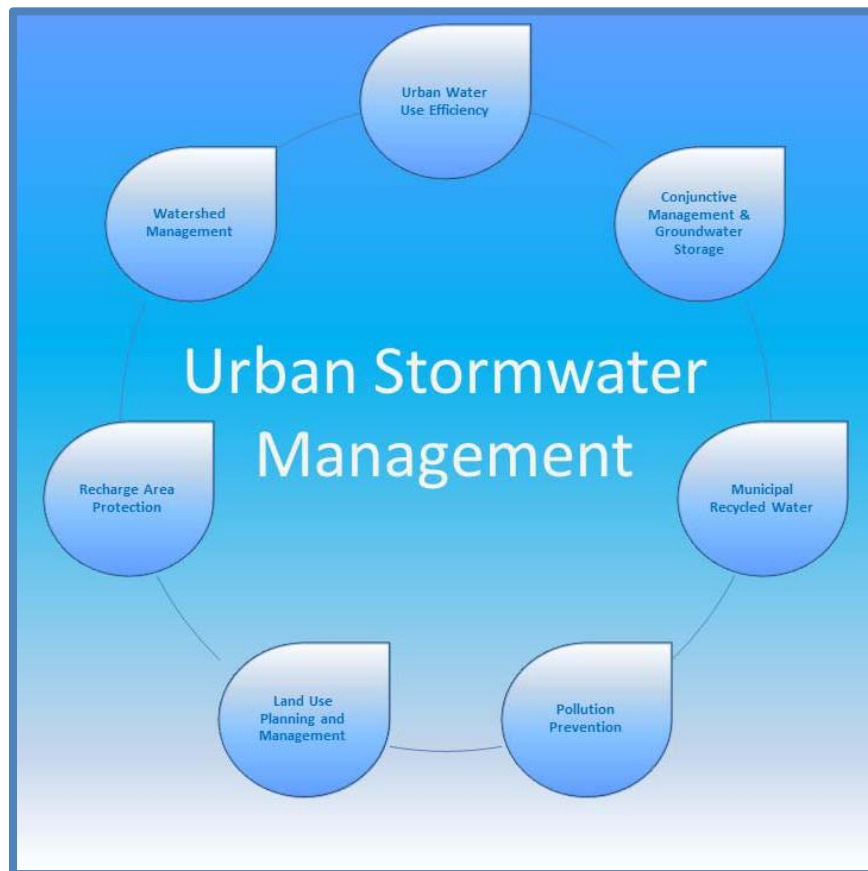 Urban Water
Use Efficiency
Watershed
Management
Conjunctive
Management &
Groundwater
Storage
Urban Stormwater
Management
Recharge Area
Protection
Municipal
Recycled Water
Land Use
Planning and
Management
Pollution
Prevention